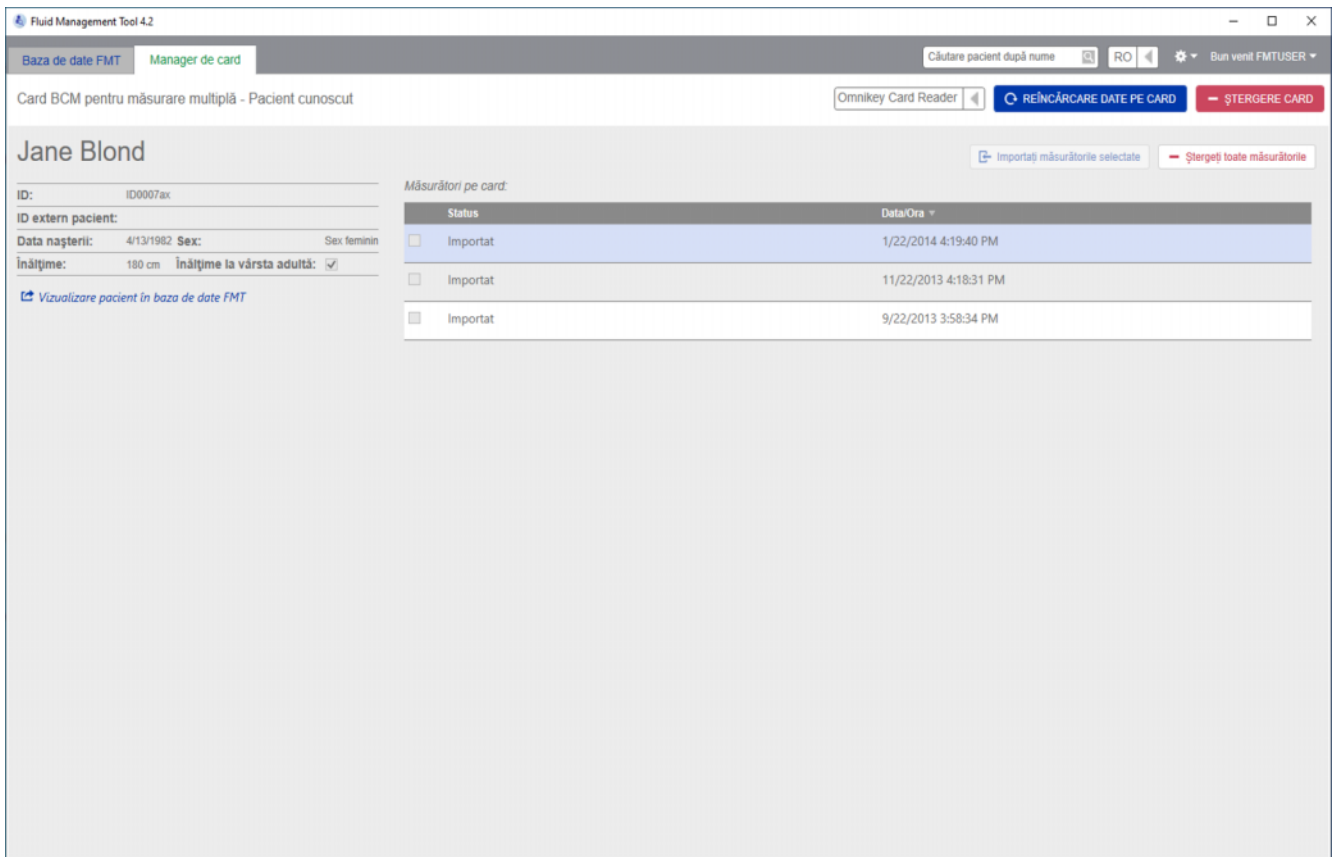 Fluid Management Tool 4.2
Baza de date FMT Manager de card Căutare pacient după nume RO Bun venit FMTUSER
Card BCM pentru măsurare multiplă - Pacient cunoscut Omnikey Card Reader REÎNCĂRCARE DATE PE CARD ȘTERGERE CARD
Jane Blond Importați măsurătorile selectate Ștergeți toate măsurătorile
Măsurători pe card:
ID: ID0007ax
ID extern pacient:
Data nașterii: 4/13/1982 Sex: Sex feminin
Înălțime: 180 cm Înălțime la vârsta adultă:
Vizualizare pacient în baza de date FMT
Status Data/Ora
Importat 1/22/2014 4:19:40 PM
Importat 11/22/2013 4:18:31 PM
Importat 9/22/2013 3:58:34 PM